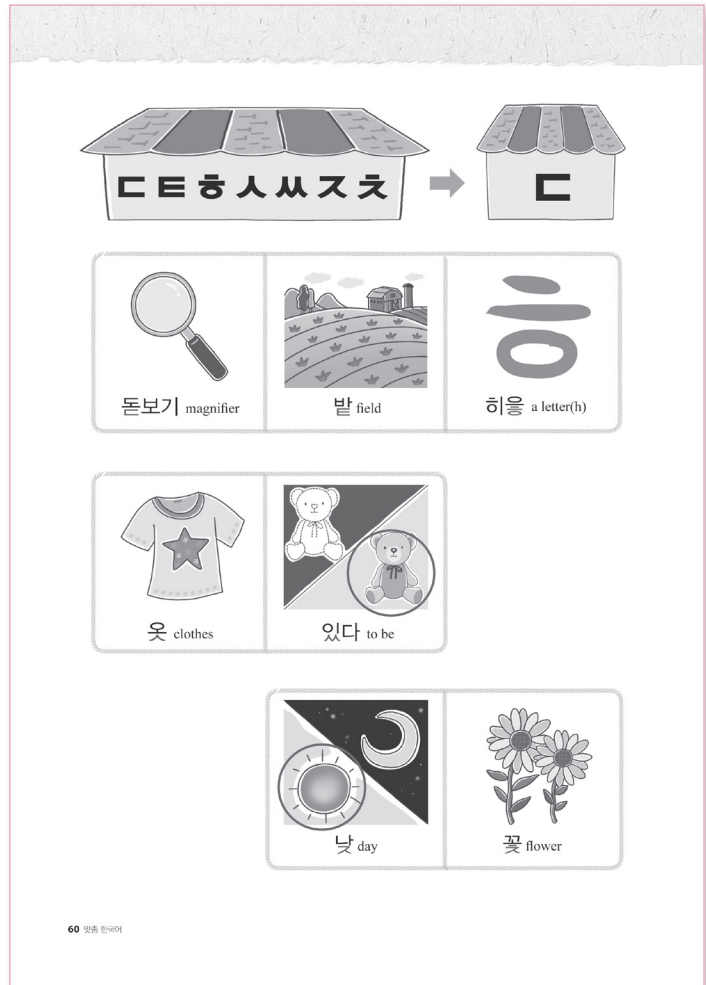 ㄷㅌㅎㅅㅆㅈㅊ ㄷ
돋보기 magnifier 밭 field 히읗 a letter(h)
옷 clothes 있다 to be
낮 day 꽃 flower
60 맞춤 한국어